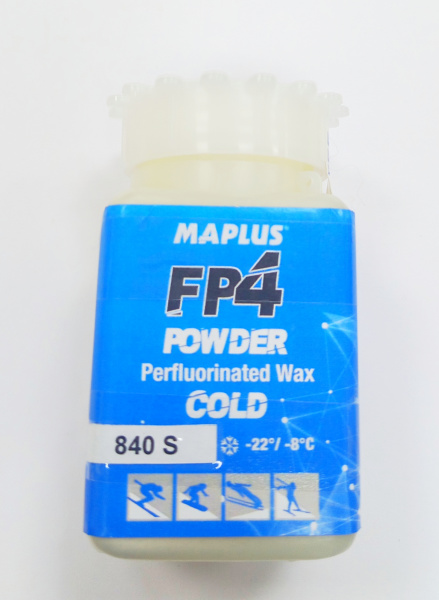 MAPLUS®
FP4
POWDER
Perfluorinated Wax
COLD
840 S
-22°/ -8°C